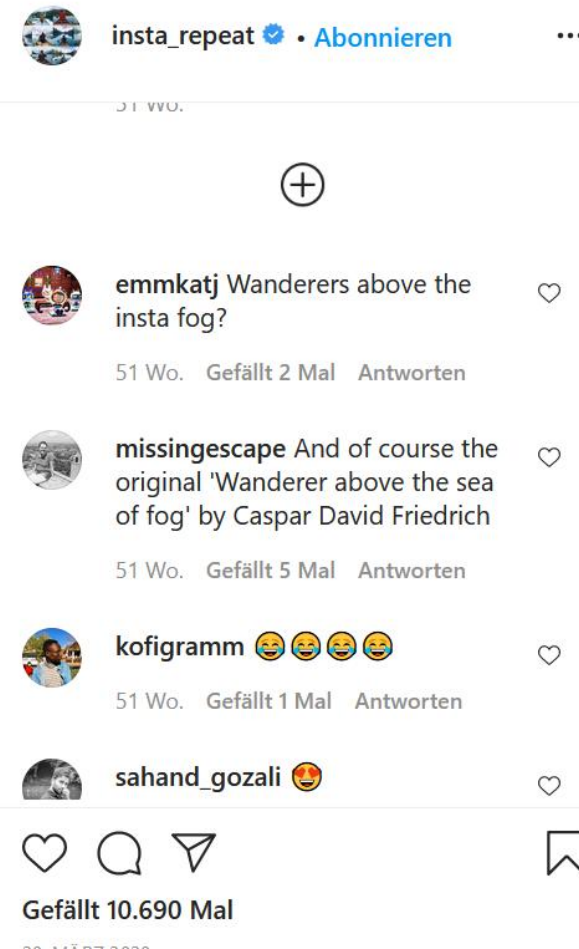 insta_repeat • Abonnieren
51 Wo.
emmkatj Wanderers above the
insta fog?
51 Wo. Gefällt 2 Mal Antworten
missingescape And of course the
original 'Wanderer above the sea
of fog' by Caspar David Friedrich
51 Wo. Gefällt 5 Mal Antworten
kofigramm 😂😂😂😂
51 Wo. Gefällt 1 Mal Antworten
sahand_gozali 😍
Gefällt 10.690 Mal